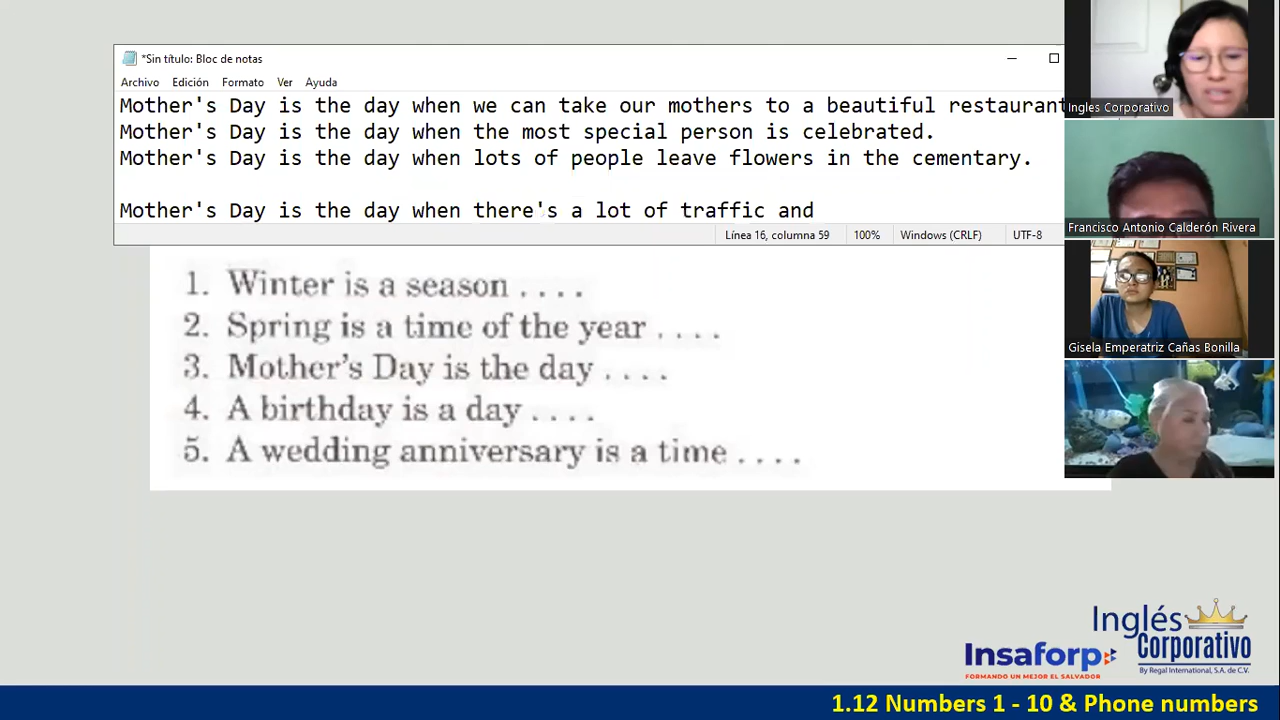 *Sin título: Bloc de notas
Archivo Edición Formato Ver Ayuda
Mother's Day is the day when we can take our mothers to a beautiful restaurant
Mother's Day is the day when the most special person is celebrated.
Mother's Day is the day when lots of people leave flowers in the cementary.
Mother's Day is the day when there's a lot of traffic and
Línea 16, columna 59 100% Windows (CRLF) UTF-8
1. Winter is a season . . . .
2. Spring is a time of the year . . . .
3. Mother's Day is the day . . . .
4. A birthday is a day . . . .
5. A wedding anniversary is a time . . . .
Ingles Corporativo
Francisco Antonio Calderón Rivera
Gisela Emperatriz Cañas Bonilla
Insaforp
FORMANDO UN MEJOR EL SALVADOR
Inglés
Corporativo
By Regal International, S.A. de C.V.
1.12 Numbers 1 - 10 & Phone numbers